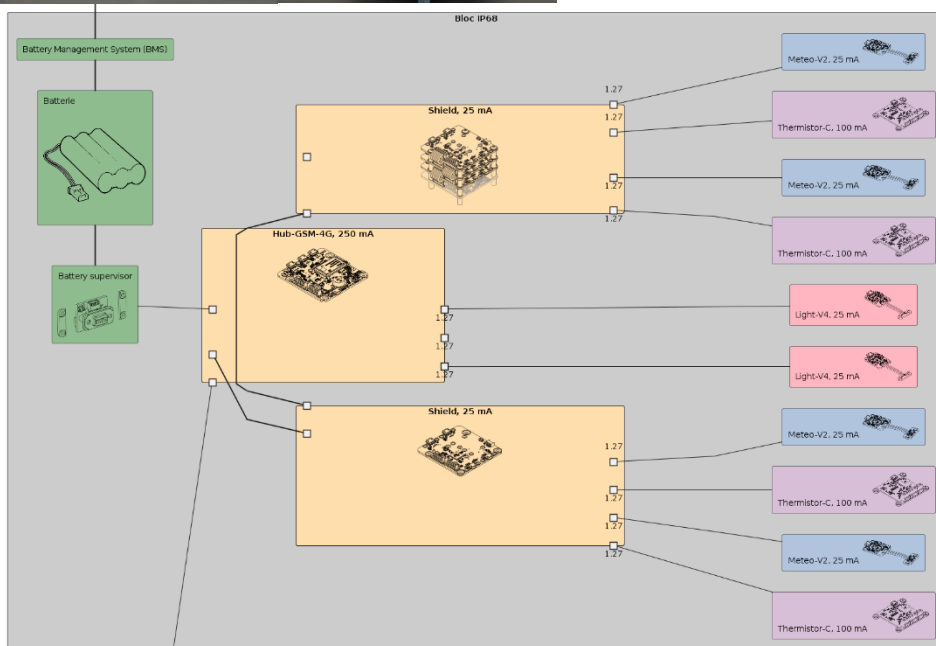 Bloc IP68
Battery Management System (BMS)
Batterie
Battery supervisor
Shield, 25 mA
1.27
1.27
1.27
1.27
Hub-GSM-4G, 250 mA
1.27
1.27
1.27
Shield, 25 mA
1.27
1.27
1.27
1.27
Meteo-V2, 25 mA
Thermistor-C, 100 mA
Meteo-V2, 25 mA
Thermistor-C, 100 mA
Light-V4, 25 mA
Light-V4, 25 mA
Meteo-V2, 25 mA
Thermistor-C, 100 mA
Meteo-V2, 25 mA
Thermistor-C, 100 mA